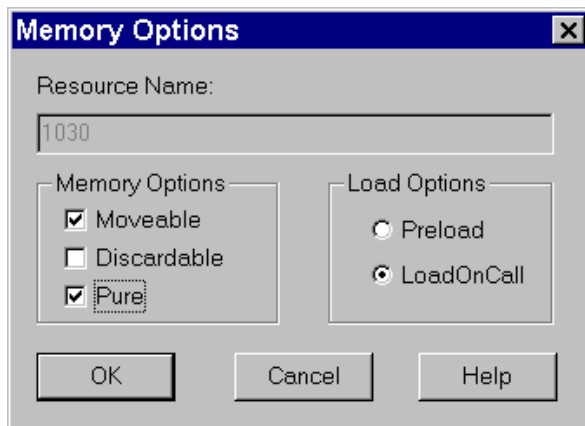 Memory Options
Resource Name:
1030
Memory Options
Moveable
Discardable
Pure
Load Options
Preload
LoadOnCall
OK Cancel Help